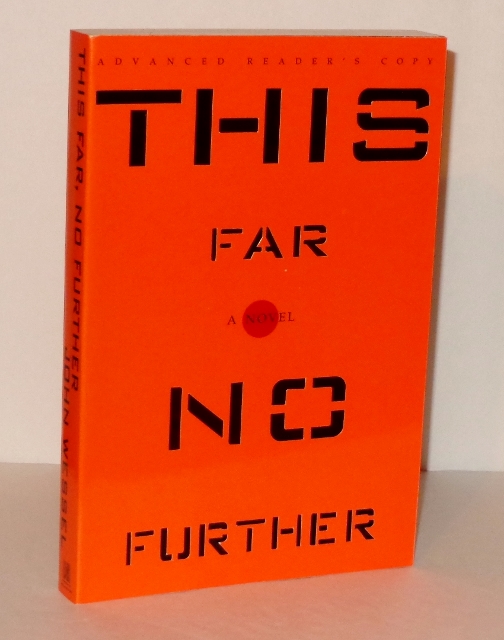 ADVANCED READER'S COPY
THIS
FAR
A NOVEL
NO
FURTHER
THIS FAR, NO FURTHER JOHN WESSEL